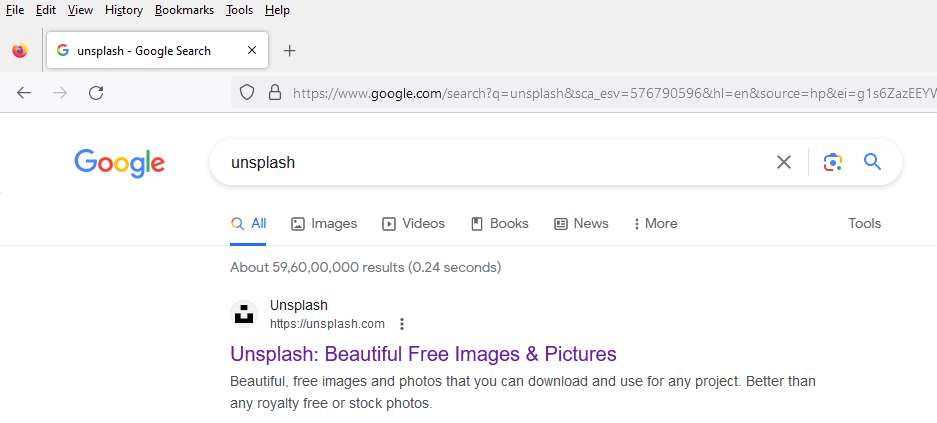 File Edit View History Bookmarks Tools Help
unsplash - Google Search
https://www.google.com/search?q=unsplash&sca_esv=576790596&hl=en&source=hp&ei=g1s6ZazEEYW
Google
unsplash
All Images Videos Books News More Tools
About 59,60,00,000 results (0.24 seconds)
Unsplash
https://unsplash.com
Unsplash: Beautiful Free Images & Pictures
Beautiful, free images and photos that you can download and use for any project. Better than
any royalty free or stock photos.